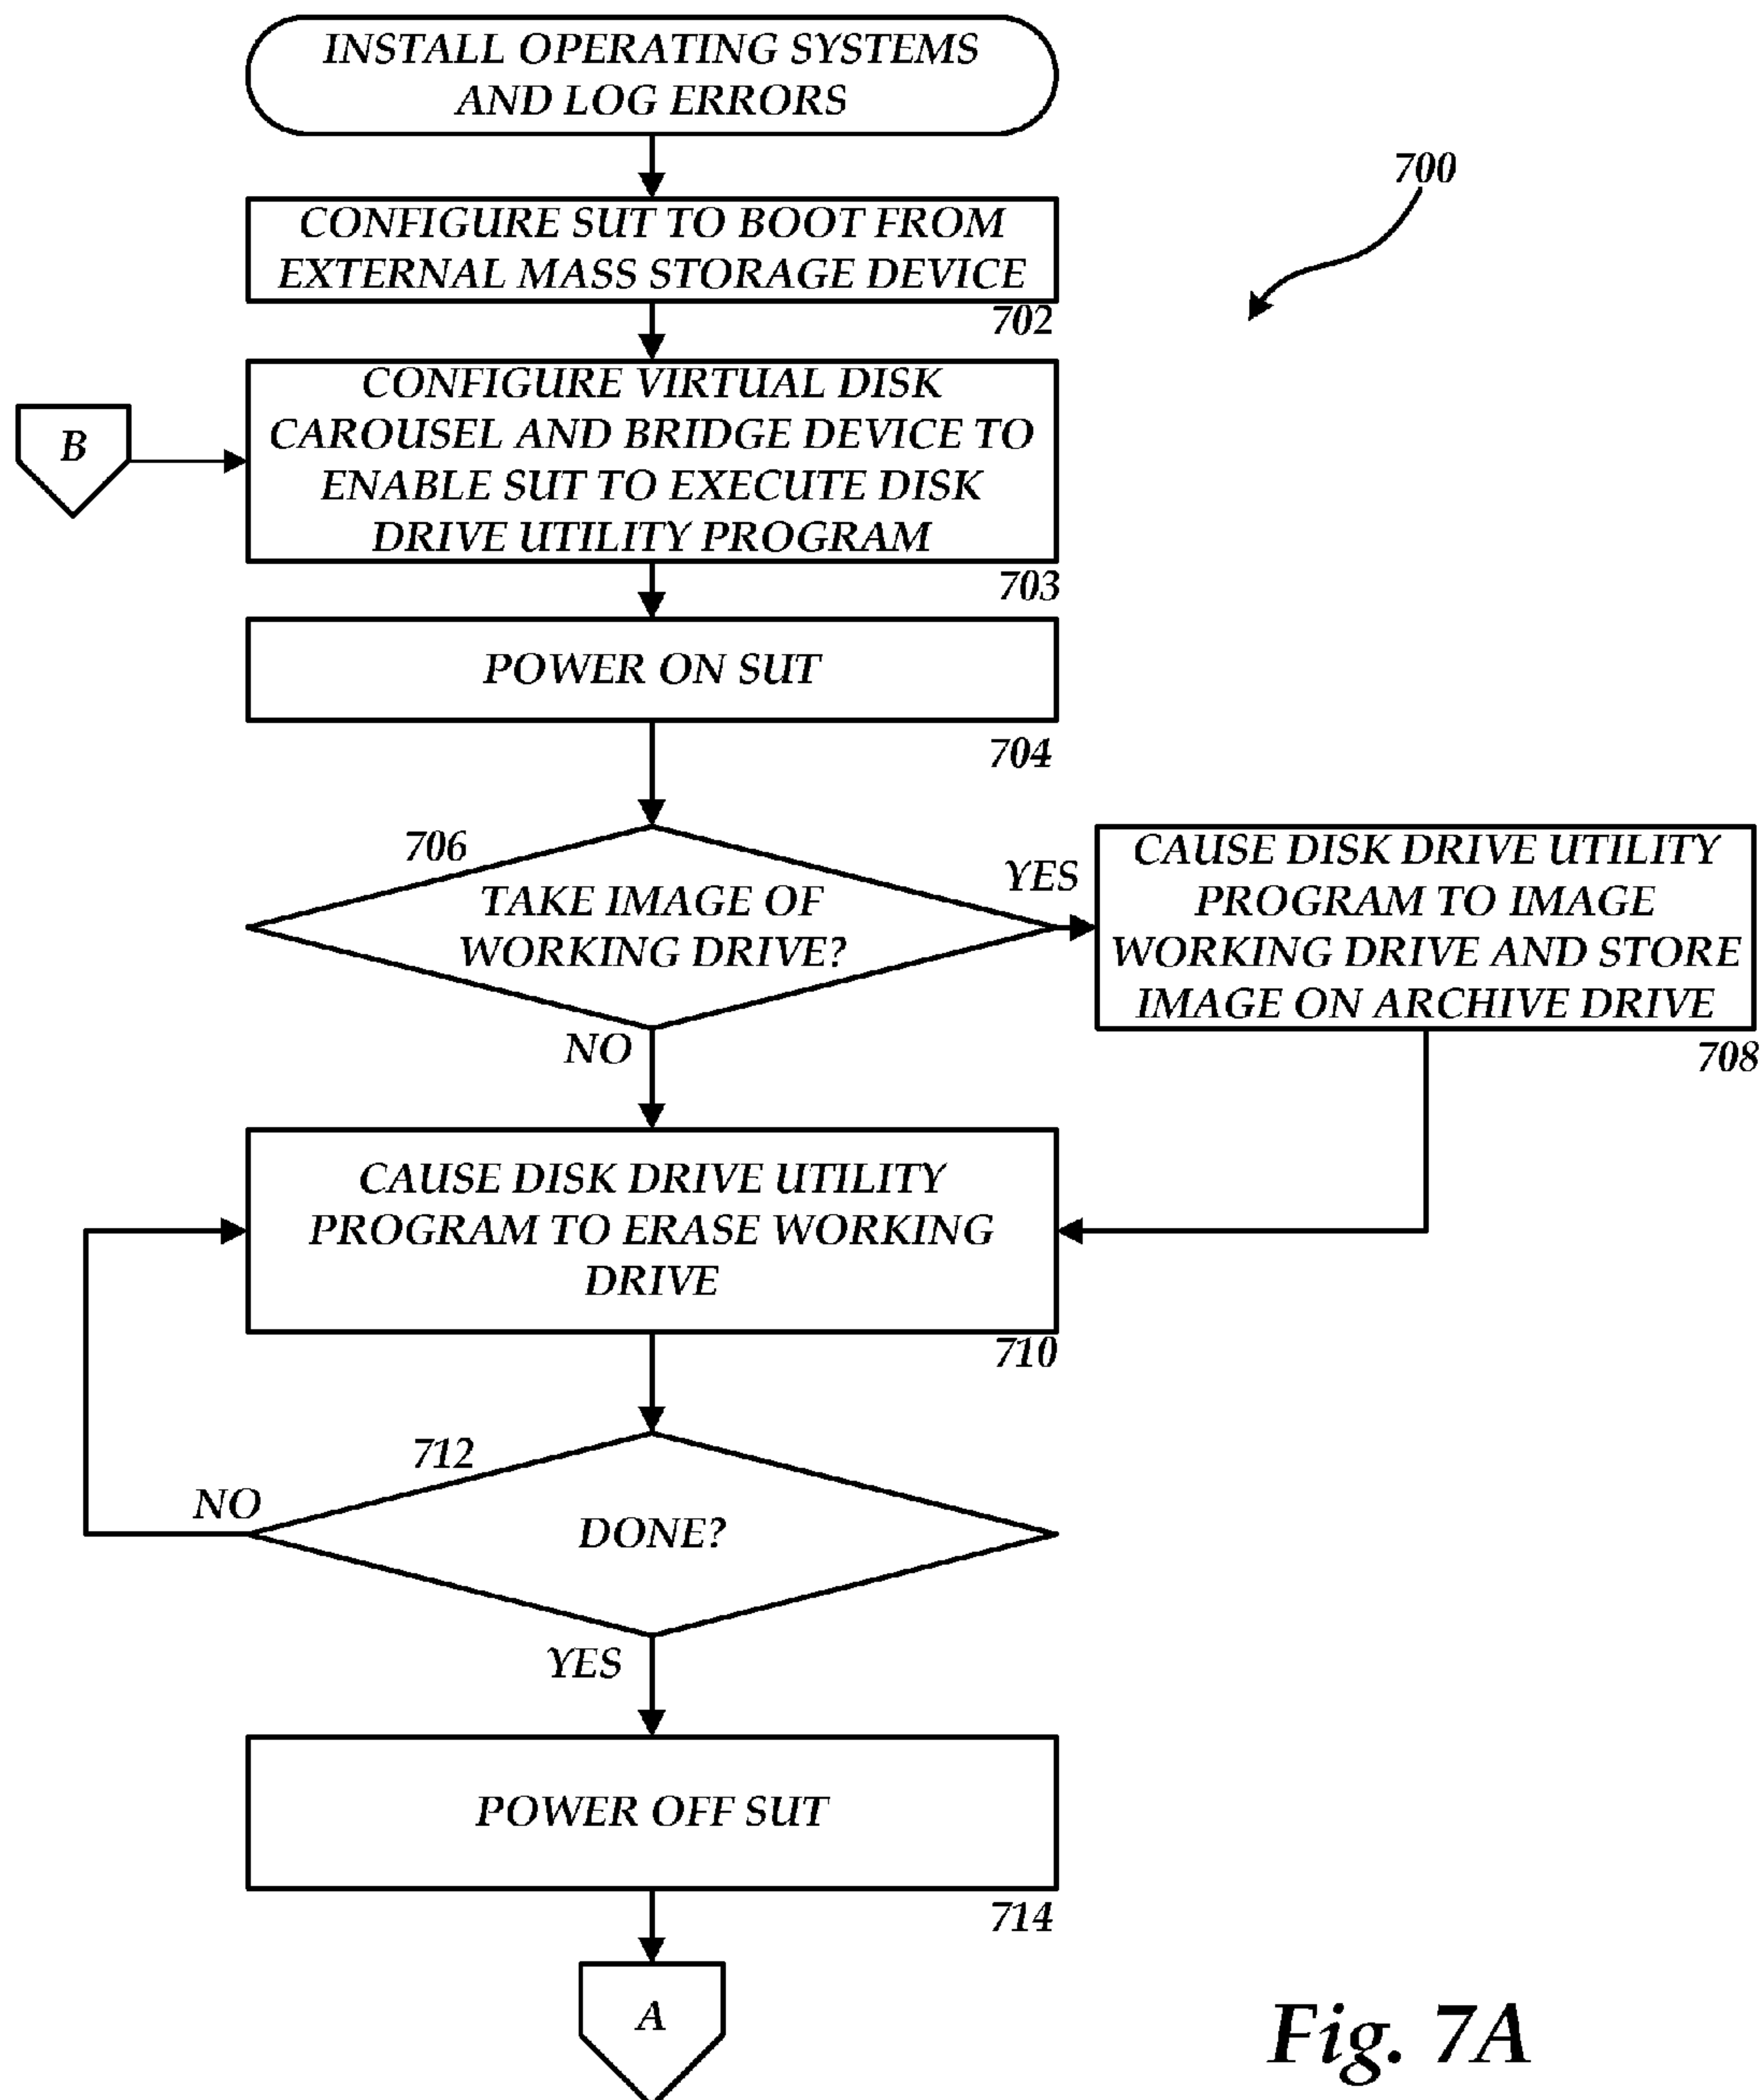 INSTALL OPERATING SYSTEMS
AND LOG ERRORS
700
CONFIGURE SUT TO BOOT FROM
EXTERNAL MASS STORAGE DEVICE
702
CONFIGURE VIRTUAL DISK
CAROUSEL AND BRIDGE DEVICE TO
ENABLE SUT TO EXECUTE DISK
DRIVE UTILITY PROGRAM
B
703
POWER ON SUT
704
706
TAKE IMAGE OF
WORKING DRIVE?
YES
CAUSE DISK DRIVE UTILITY
PROGRAM TO IMAGE
WORKING DRIVE AND STORE
IMAGE ON ARCHIVE DRIVE
708
NO
CAUSE DISK DRIVE UTILITY
PROGRAM TO ERASE WORKING
DRIVE
710
712
NO
DONE?
YES
POWER OFF SUT
714
A
Fig. 7A